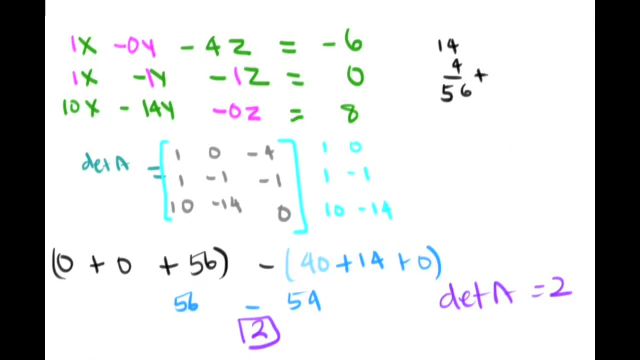 1x -0y - 4z = -6
1x -1y -1z = 0
10x - 14y -0z = 8
14
4
56 +
det A = [ 1 0 -4 ] 1 0
1 -1 -1 1 -1
10 -14 0 10 -14
(0 + 0 + 56) - (40 + 14 + 0)
56 - 54
2
det A = 2